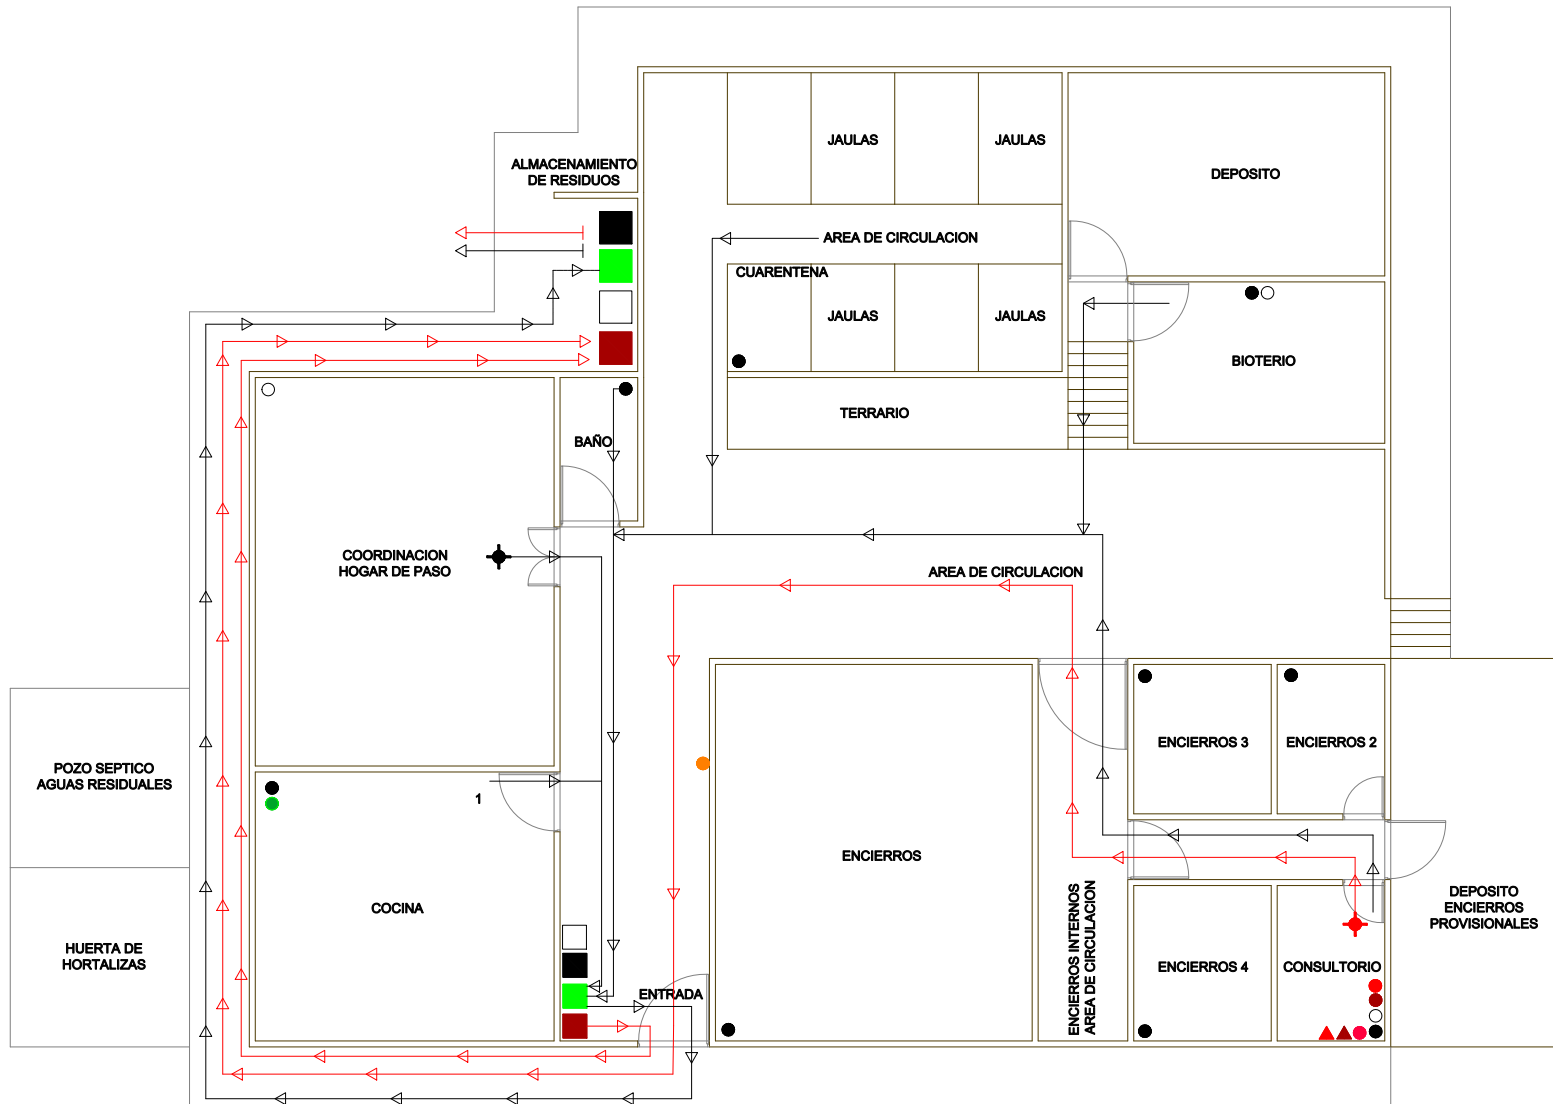 JAULAS
JAULAS
ALMACENAMIENTO
DE RESIDUOS
DEPOSITO
AREA DE CIRCULACION
CUARENTENA
JAULAS
JAULAS
BIOTERIO
TERRARIO
BAÑO
COORDINACION
HOGAR DE PASO
AREA DE CIRCULACION
ENCIERROS 3
ENCIERROS 2
POZO SEPTICO
AGUAS RESIDUALES
1
ENCIERROS
COCINA
DEPOSITO
ENCIERROS
PROVISIONALES
HUERTA DE
HORTALIZAS
ENCIERROS INTERNOS
AREA DE CIRCULACION
ENCIERROS 4
CONSULTORIO
ENTRADA